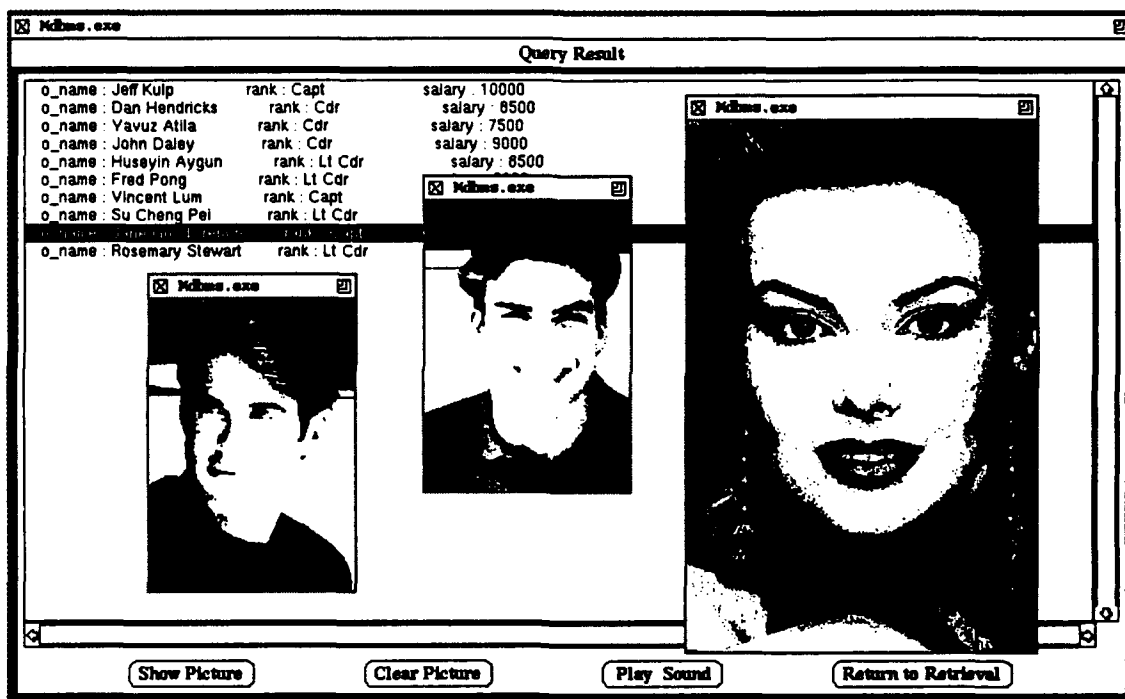 Mdbms.exe
Query Result
o_name : Jeff Kulp rank : Capt salary : 10000
o_name : Dan Hendricks rank : Cdr salary : 8500
o_name : Yavuz Atila rank : Cdr salary : 7500
o_name : John Daley rank : Cdr salary : 9000
o_name : Huseyin Aygun rank : Lt Cdr salary : 6500
o_name : Fred Pong rank : Lt Cdr
o_name : Vincent Lum rank : Capt
o_name : Su Cheng Pei rank : Lt Cdr
o_name : Rosemary Stewart rank : Lt Cdr
Mdbms.exe
Mdbms.exe
Mdbms.exe
Show Picture Clear Picture Play Sound Return to Retrieval